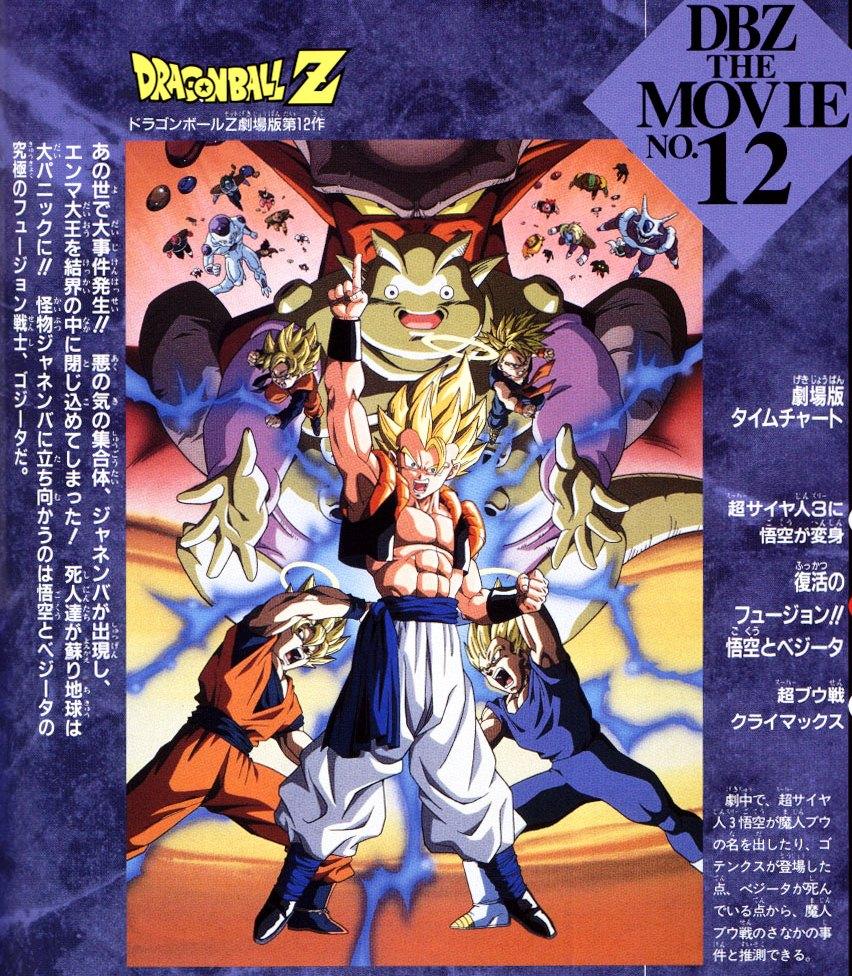 DRAGONBALL Z
ドラゴンボールZ劇場版第12作
DBZ
THE
MOVIE
NO.12
あの世で大事件発生!!　悪の気の集合体、ジャネンバが出現し、
エンマ大王を結界の中に閉じ込めてしまった！　死人達が蘇り地球は
大パニックに!!　怪物ジャネンバに立ち向かうのは悟空とベジータの
究極のフュージョン戦士、ゴジータだ。
劇場版
タイムチャート
超サイヤ人3に
悟空が変身
復活の
フュージョン!!
悟空とベジータ
超ブウ戦
クライマックス
劇中で、超サイヤ
人3悟空が魔人ブウ
の名を出したり、ゴ
テンクスが登場した
点、ベジータが死ん
でいる点から、魔人
ブウ戦のさなかの事
件と推測できる。